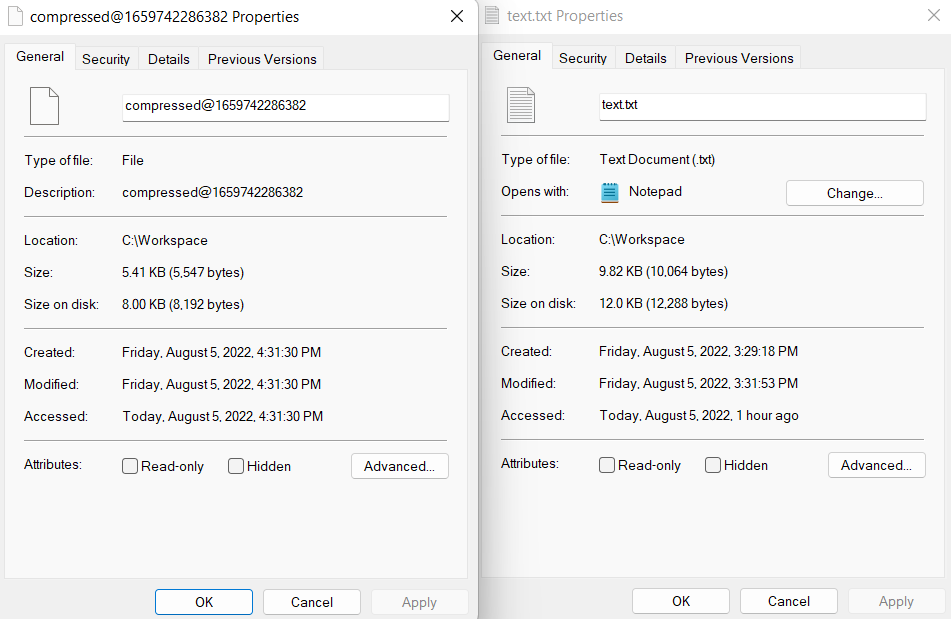 compressed@1659742286382 Properties
General Security Details Previous Versions
compressed@1659742286382
Type of file: File
Description: compressed@1659742286382
Location: C:\Workspace
Size: 5.41 KB (5,547 bytes)
Size on disk: 8.00 KB (8,192 bytes)
Created: Friday, August 5, 2022, 4:31:30 PM
Modified: Friday, August 5, 2022, 4:31:30 PM
Accessed: Today, August 5, 2022, 4:31:30 PM
Attributes: Read-only Hidden Advanced...
OK Cancel Apply
text.txt Properties
General Security Details Previous Versions
text.txt
Type of file: Text Document (.txt)
Opens with: Notepad Change...
Location: C:\Workspace
Size: 9.82 KB (10,064 bytes)
Size on disk: 12.0 KB (12,288 bytes)
Created: Friday, August 5, 2022, 3:29:18 PM
Modified: Friday, August 5, 2022, 3:31:53 PM
Accessed: Today, August 5, 2022, 1 hour ago
Attributes: Read-only Hidden Advanced...
OK Cancel Apply